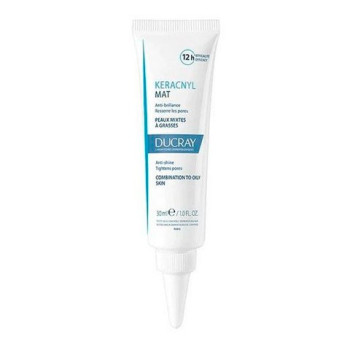 12h EFFICACITÉ
KERACNYL
MAT
Anti-brillance
Resserre les pores
PEAUX MIXTES
À GRASSES
DUCRAY
Anti-shine
Tightens pores
COMBINATION TO OILY
SKIN
30ml e / 1.0 FL. OZ.